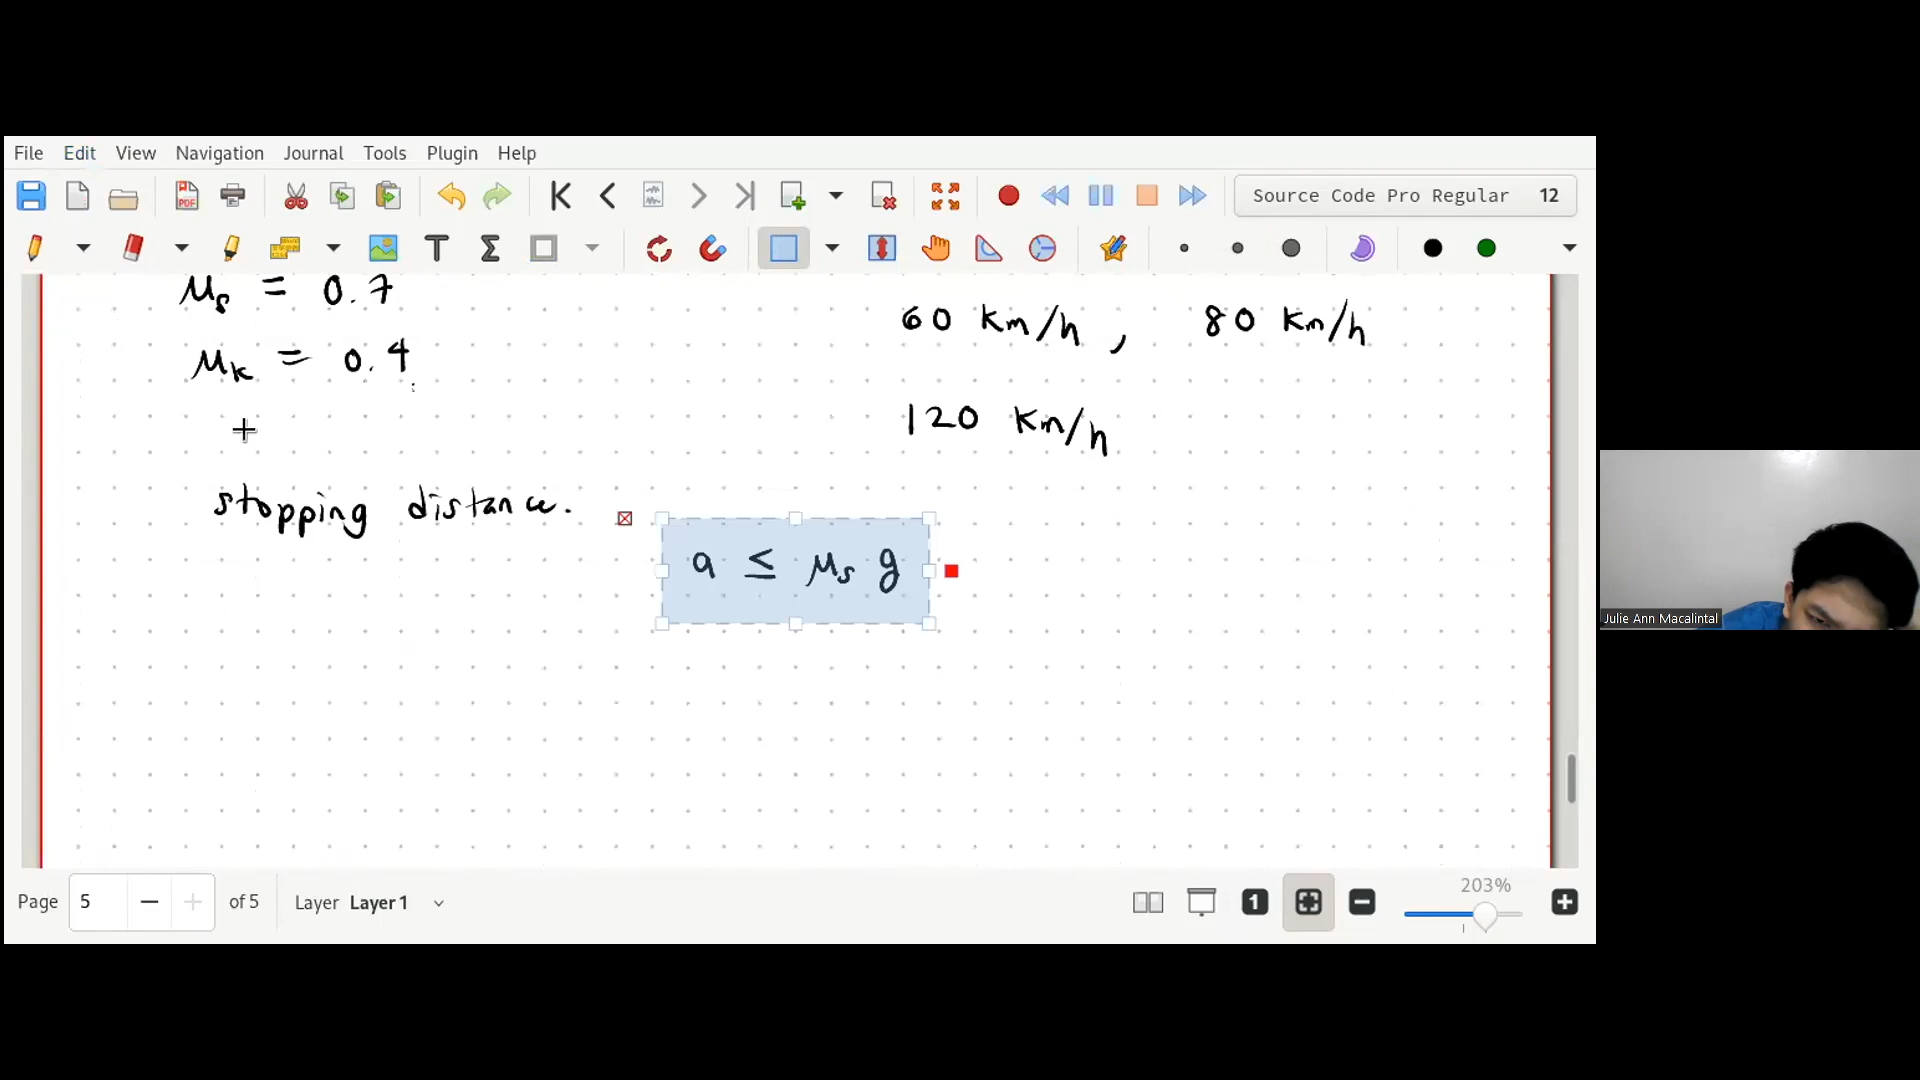 File Edit View Navigation Journal Tools Plugin Help
Source Code Pro Regular 12
μs = 0.7
60 km/h , 80 km/h
μk = 0.4
120 km/h
stopping distance.
a ≤ μs g
Julie Ann Macalintal
Page 5 of 5 Layer Layer 1 1 203%